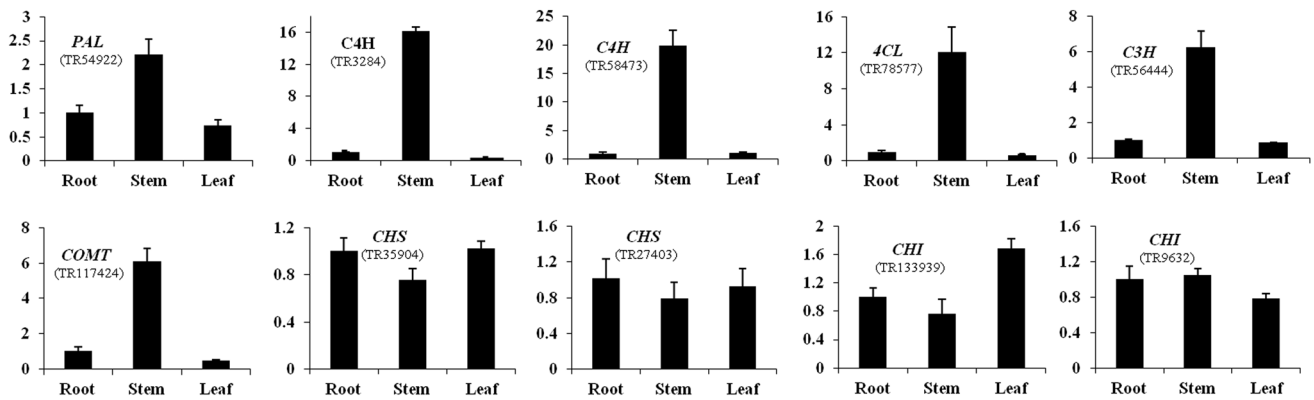 3
2.5
2
1.5
1
0.5
0
PAL
(TR54922)
Root Stem Leaf
16
12
8
4
0
C4H
(TR3284)
Root Stem Leaf
25
20
15
10
5
0
C4H
(TR58473)
Root Stem Leaf
16
12
8
4
0
4CL
(TR78577)
Root Stem Leaf
8
6
4
2
0
C3H
(TR56444)
Root Stem Leaf
8
6
4
2
0
COMT
(TR117424)
Root Stem Leaf
1.2
0.8
0.4
0
CHS
(TR35904)
Root Stem Leaf
1.6
1.2
0.8
0.4
0
CHS
(TR27403)
Root Stem Leaf
2
1.6
1.2
0.8
0.4
0
CHI
(TR133939)
Root Stem Leaf
1.6
1.2
0.8
0.4
0
CHI
(TR9632)
Root Stem Leaf